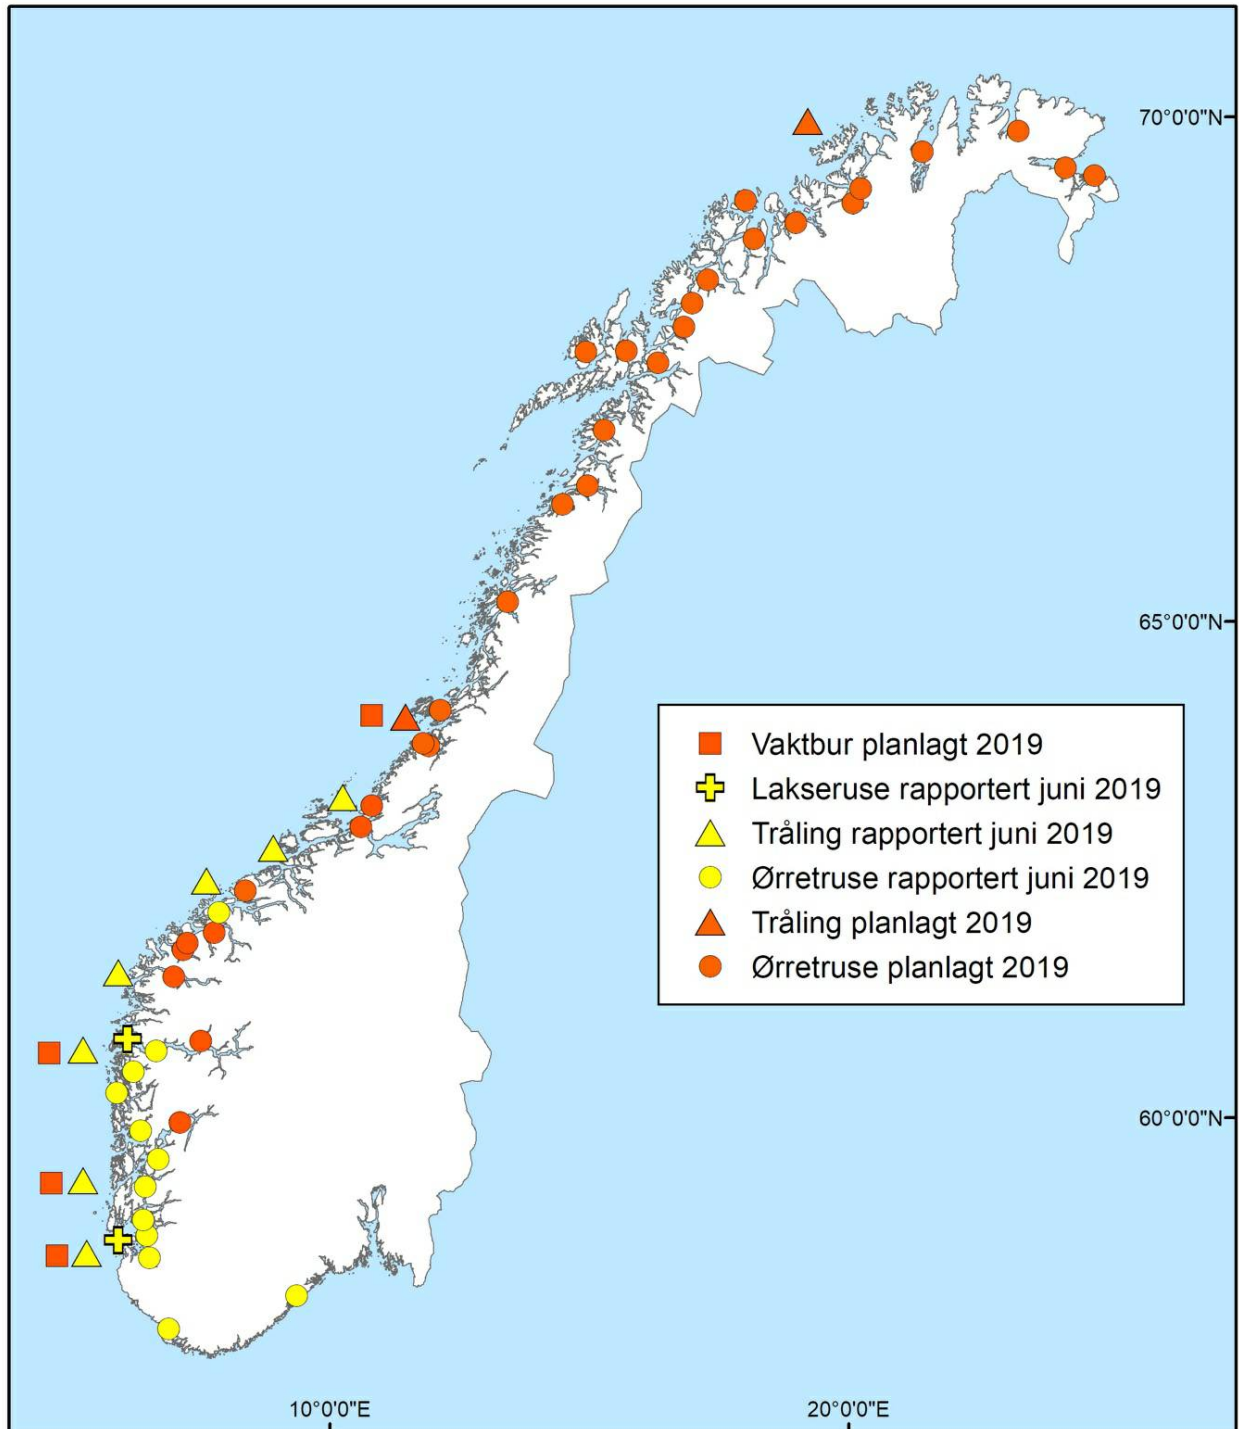 70°0'0"N
65°0'0"N
Vaktbur planlagt 2019
Lakseruse rapportert juni 2019
Tråling rapportert juni 2019
Ørretruse rapportert juni 2019
Tråling planlagt 2019
Ørretruse planlagt 2019
60°0'0"N
10°0'0"E
20°0'0"E